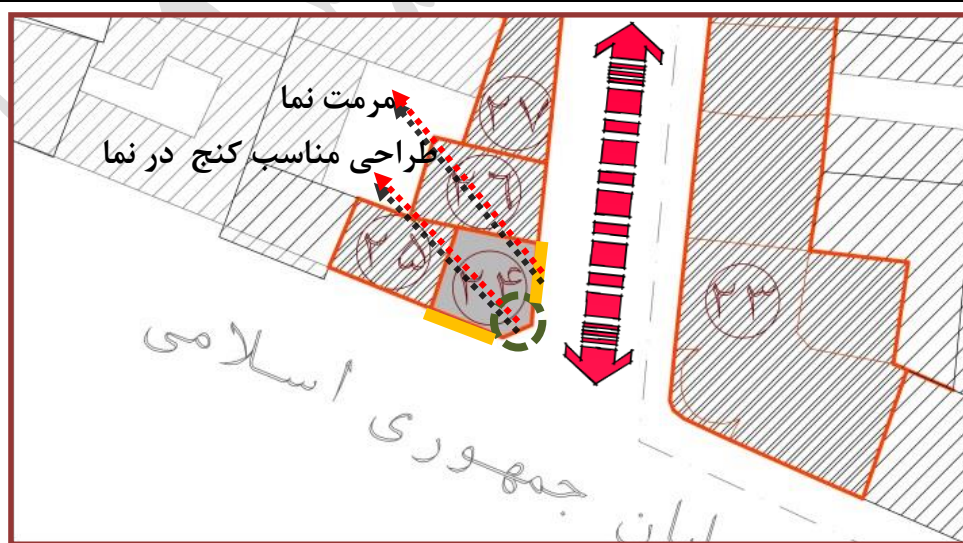 ۲۷
مرمت نما
طراحی مناسب کنج در نما
۲۶
۲۵
۲۴
۲۳
جمهوری اسلامی